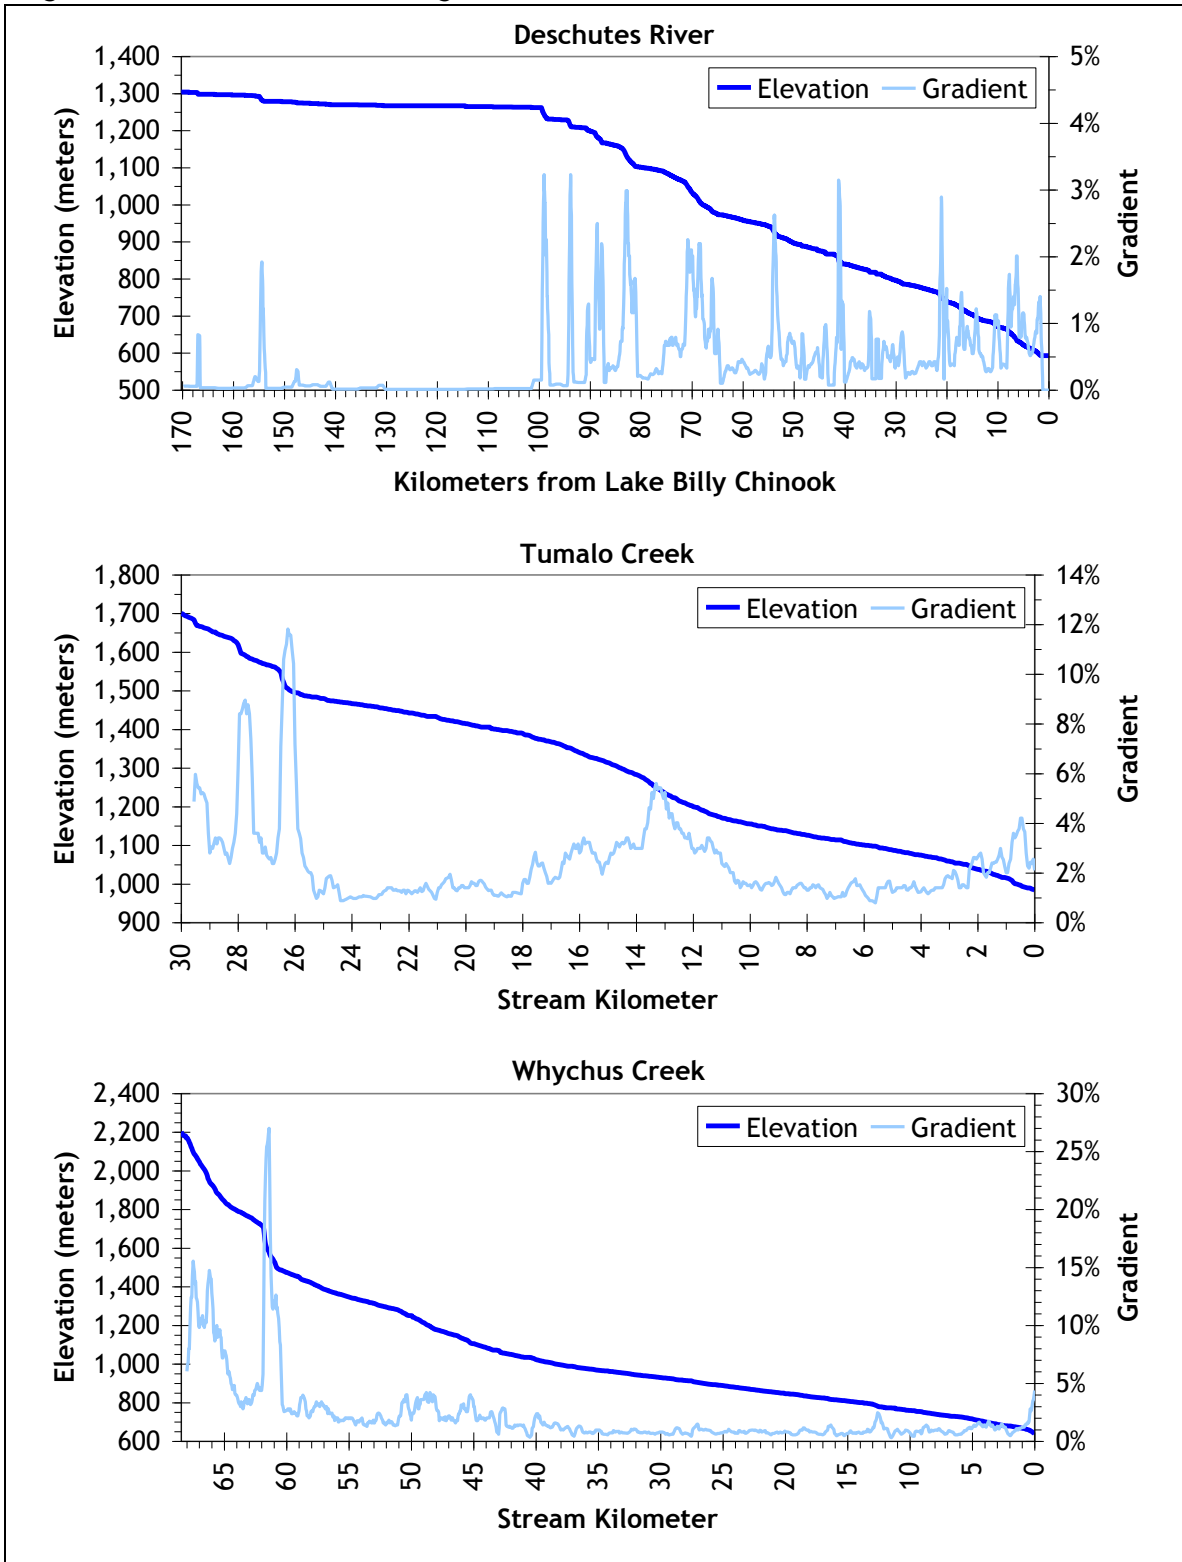 Deschutes River
1,400
1,300
1,200
1,100
1,000
900
800
700
600
500
Elevation (meters)
Elevation Gradient
5%
4%
3%
2%
1%
0%
Gradient
170 160 150 140 130 120 110 100 90 80 70 60 50 40 30 20 10 0
Kilometers from Lake Billy Chinook
Tumalo Creek
1,800
1,700
1,600
1,500
1,400
1,300
1,200
1,100
1,000
900
Elevation (meters)
Elevation Gradient
14%
12%
10%
8%
6%
4%
2%
0%
Gradient
30 28 26 24 22 20 18 16 14 12 10 8 6 4 2 0
Stream Kilometer
Whychus Creek
2,400
2,200
2,000
1,800
1,600
1,400
1,200
1,000
800
600
Elevation (meters)
Elevation Gradient
30%
25%
20%
15%
10%
5%
0%
Gradient
65 60 55 50 45 40 35 30 25 20 15 10 5 0
Stream Kilometer